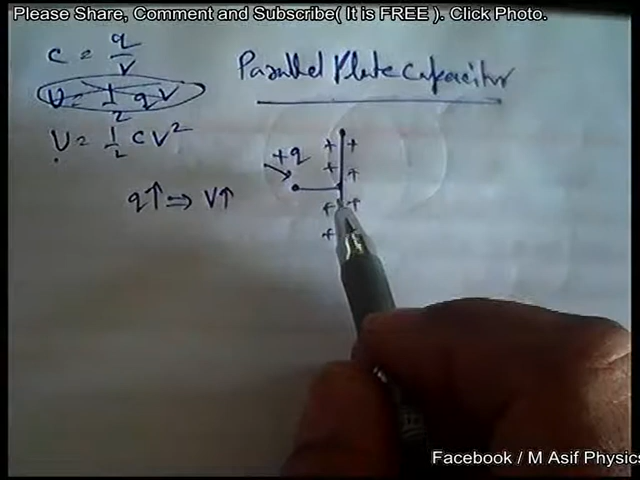 Please Share, Comment and Subscribe( It is FREE ). Click Photo.
C = q/V
U = 1/2 qV
U = 1/2 CV²
q↑ ⇒ V↑
Parallel Plate Capacitor
+q
+ +
+ +
+ +
+
Facebook / M Asif Physics